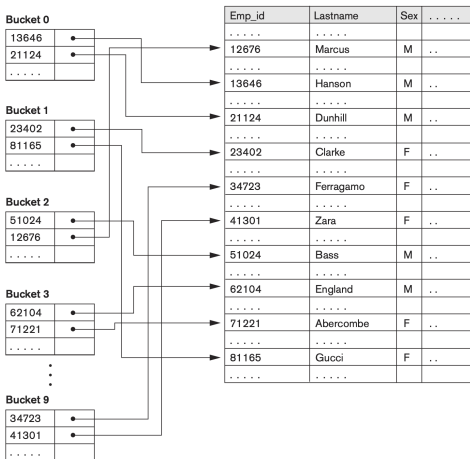 Bucket 0
13646
21124
. . . . .
Bucket 1
23402
81165
. . . . .
Bucket 2
51024
12676
. . . . .
Bucket 3
62104
71221
. . . . .
Bucket 9
34723
41301
. . . . .
Emp_id Lastname Sex . . . . .
. . . . . . . . . .
12676 Marcus M . .
. . . . . . . . . .
13646 Hanson M . .
. . . . . . . . . .
21124 Dunhill M . .
. . . . . . . . . .
23402 Clarke F . .
. . . . . . . . . .
34723 Ferragamo F . .
. . . . . . . . . .
41301 Zara F . .
. . . . . . . . . .
51024 Bass M . .
. . . . . . . . . .
62104 England M . .
. . . . . . . . . .
71221 Abercombe F . .
. . . . . . . . . .
81165 Gucci F . .
. . . . . . . . . .